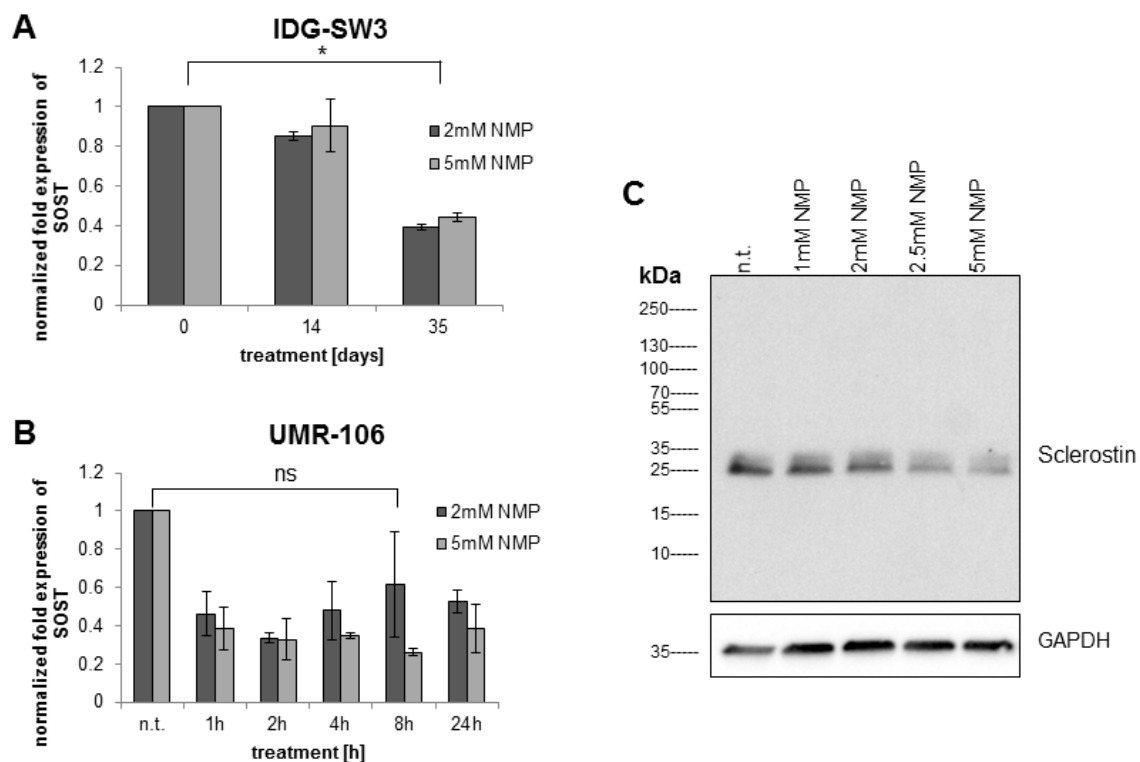 A
IDG-SW3
*
1.2
1
0.8
0.6
0.4
0.2
0
normalized fold expression of
SOST
2mM NMP
5mM NMP
0 14 35
treatment [days]
B
UMR-106
ns
1.2
1
0.8
0.6
0.4
0.2
0
normalized fold expression of
SOST
2mM NMP
5mM NMP
n.t. 1h 2h 4h 8h 24h
treatment [h]
C
n.t.
1mM NMP
2mM NMP
2.5mM NMP
5mM NMP
kDa
250-----
130-----
100-----
70-----
55-----
35-----
25-----
15-----
10-----
Sclerostin
35-----
GAPDH